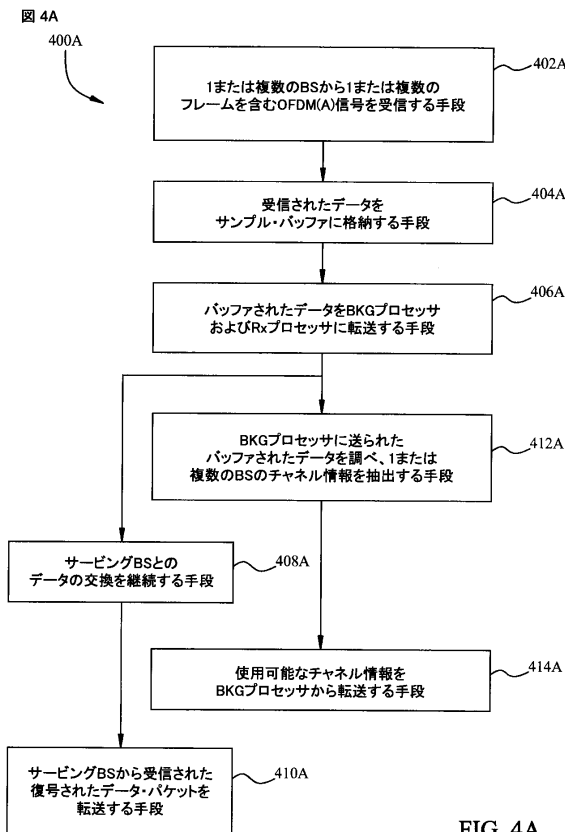 図 4A
400A
1または複数のBSから1または複数の
フレームを含むOFDM(A)信号を受信する手段
402A
受信されたデータを
サンプル・バッファに格納する手段
404A
バッファされたデータをBKGプロセッサ
およびRxプロセッサに転送する手段
406A
BKGプロセッサに送られた
バッファされたデータを調べ、1または
複数のBSのチャネル情報を抽出する手段
412A
サービングBSとの
データの交換を継続する手段
408A
使用可能なチャネル情報を
BKGプロセッサから転送する手段
414A
サービングBSから受信された
復号されたデータ・パケットを
転送する手段
410A
FIG. 4A